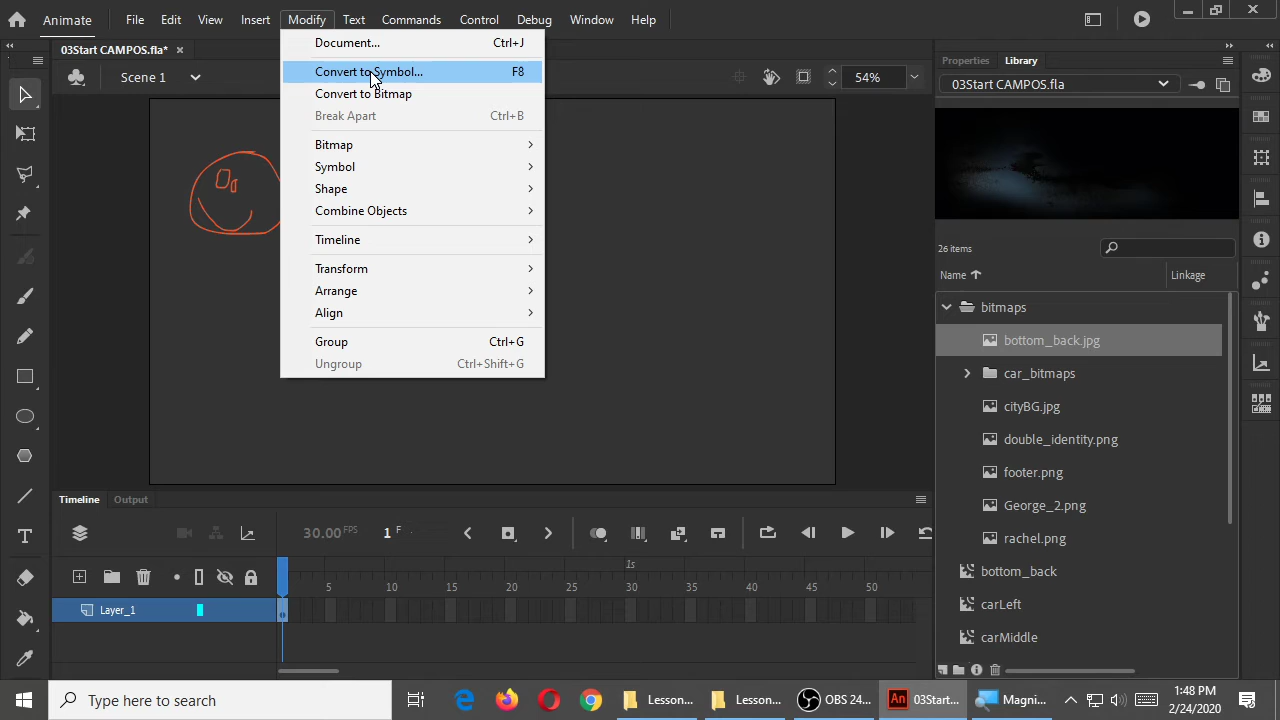 Animate
File Edit View Insert Modify Text Commands Control Debug Window Help
03Start CAMPOS.fla*
Scene 1
54%
Document... Ctrl+J
Convert to Symbol... F8
Convert to Bitmap
Break Apart Ctrl+B
Bitmap
Symbol
Shape
Combine Objects
Timeline
Transform
Arrange
Align
Group Ctrl+G
Ungroup Ctrl+Shift+G
Properties Library
03Start CAMPOS.fla
26 items
Name Linkage
bitmaps
bottom_back.jpg
car_bitmaps
cityBG.jpg
double_identity.png
footer.png
George_2.png
rachel.png
bottom_back
carLeft
carMiddle
Timeline Output
30.00 FPS 1 F
1s
5 10 15 20 25 30 35 40 45 50
Layer_1
Type here to search
Lesson... Lesson... OBS 24... 03Start... Magni...
1:48 PM
2/24/2020